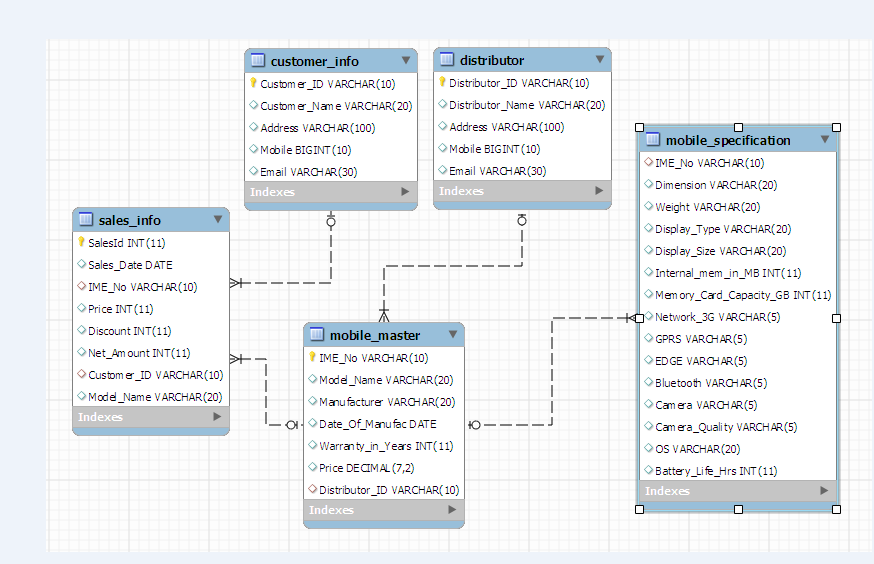 customer_info
Customer_ID VARCHAR(10)
Customer_Name VARCHAR(20)
Address VARCHAR(100)
Mobile BIGINT(10)
Email VARCHAR(30)
Indexes
distributor
Distributor_ID VARCHAR(10)
Distributor_Name VARCHAR(20)
Address VARCHAR(100)
Mobile BIGINT(10)
Email VARCHAR(30)
Indexes
mobile_specification
IME_No VARCHAR(10)
Dimension VARCHAR(20)
Weight VARCHAR(20)
Display_Type VARCHAR(20)
Display_Size VARCHAR(20)
Internal_mem_in_MB INT(11)
Memory_Card_Capacity_GB INT(11)
Network_3G VARCHAR(5)
GPRS VARCHAR(5)
EDGE VARCHAR(5)
Bluetooth VARCHAR(5)
Camera VARCHAR(5)
Camera_Quality VARCHAR(5)
OS VARCHAR(20)
Battery_Life_Hrs INT(11)
Indexes
sales_info
SalesId INT(11)
Sales_Date DATE
IME_No VARCHAR(10)
Price INT(11)
Discount INT(11)
Net_Amount INT(11)
Customer_ID VARCHAR(10)
Model_Name VARCHAR(20)
Indexes
mobile_master
IME_No VARCHAR(10)
Model_Name VARCHAR(20)
Manufacturer VARCHAR(20)
Date_Of_Manufac DATE
Warranty_in_Years INT(11)
Price DECIMAL(7,2)
Distributor_ID VARCHAR(10)
Indexes